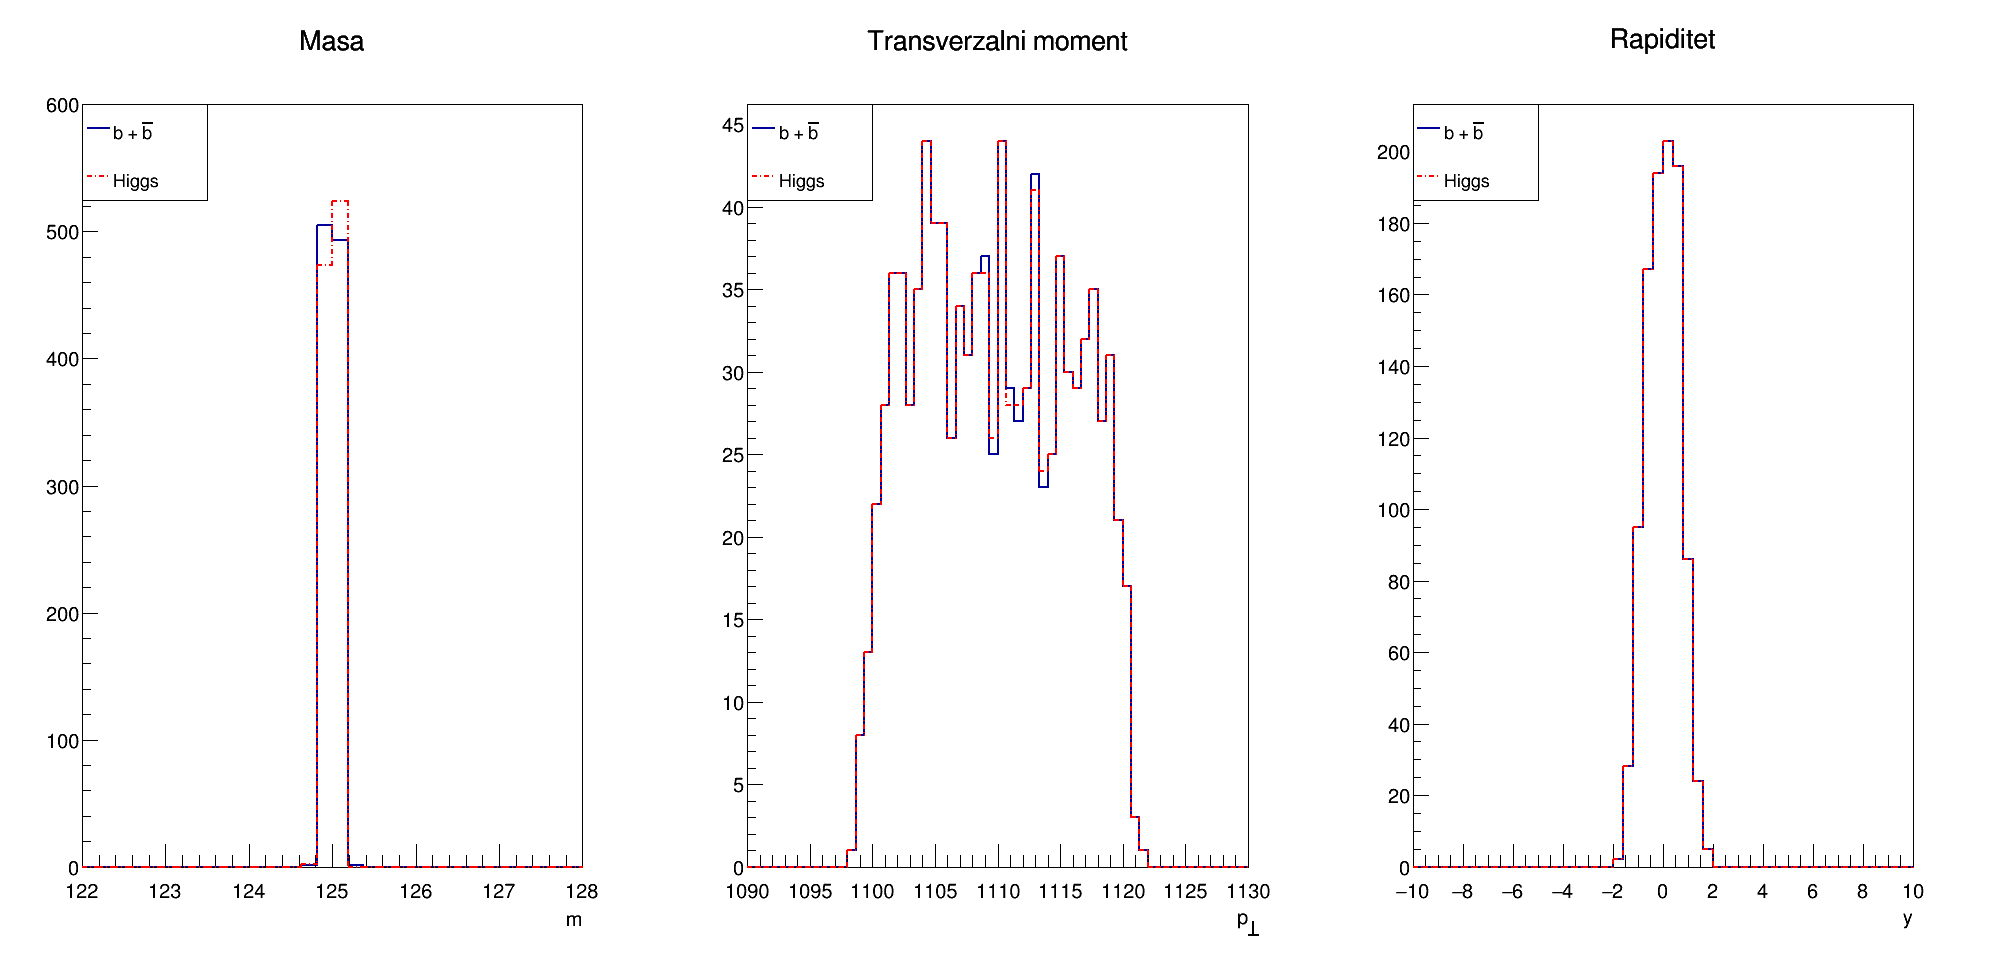 Masa
600
500
400
300
200
100
0
122 123 124 125 126 127 128
m
b + b̅
Higgs
Transverzalni moment
45
40
35
30
25
20
15
10
5
0
1090 1095 1100 1105 1110 1115 1120 1125 1130
p⊥
b + b̅
Higgs
Rapiditet
200
180
160
140
120
100
80
60
40
20
0
−10 −8 −6 −4 −2 0 2 4 6 8 10
y
b + b̅
Higgs